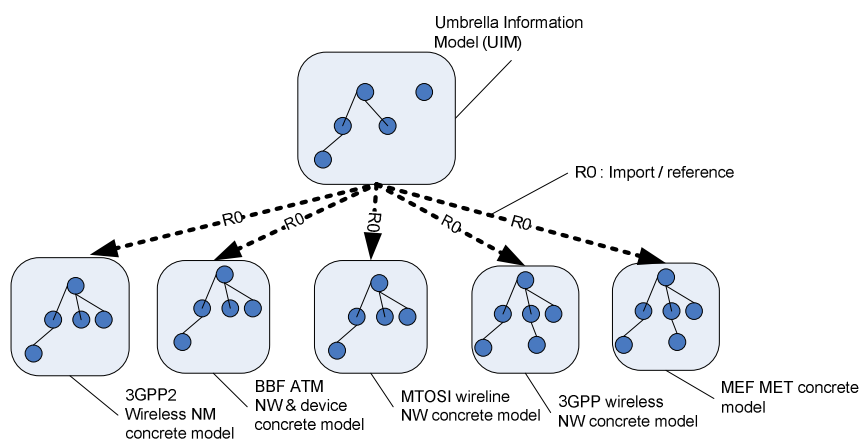 Umbrella Information
Model (UIM)
R0 : Import / reference
R0
R0
R0
R0
R0
3GPP2
Wireless NM
concrete model
BBF ATM
NW & device
concrete model
MTOSI wireline
NW concrete model
3GPP wireless
NW concrete model
MEF MET concrete
model